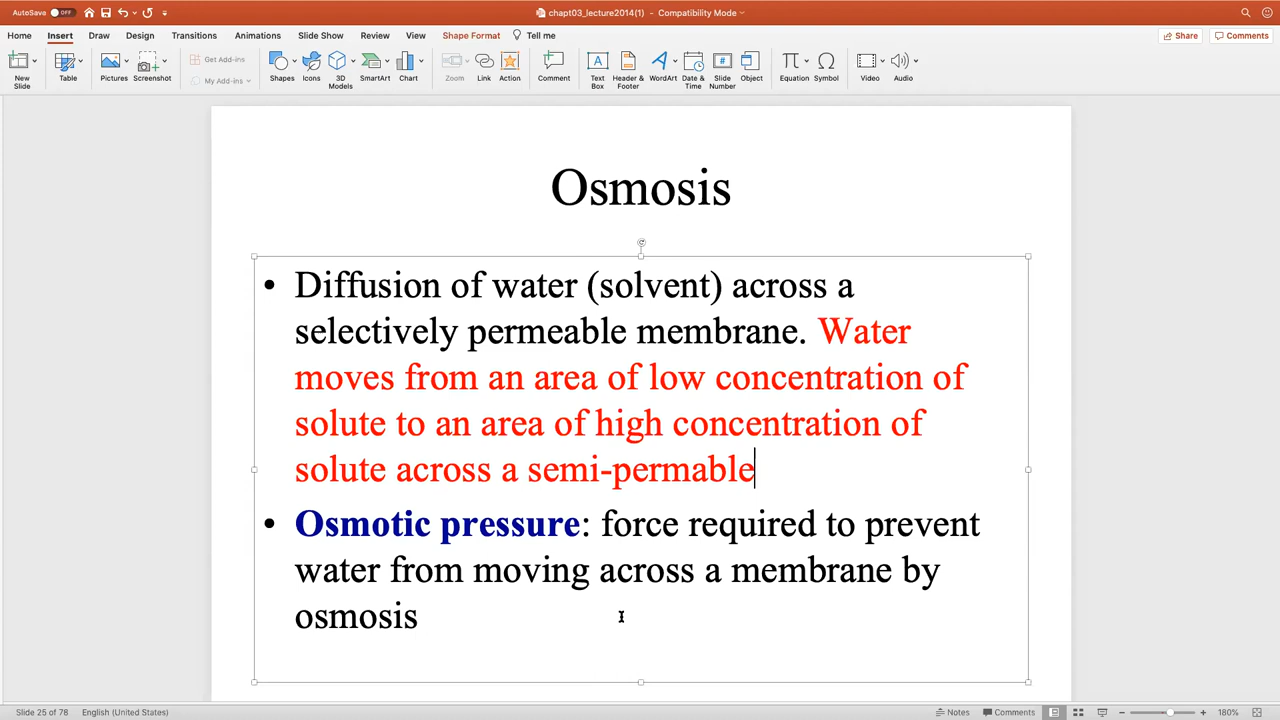 AutoSave OFF
chapt03_lecture2014(1) - Compatibility Mode
Home Insert Draw Design Transitions Animations Slide Show Review View Shape Format Tell me Share Comments
New Slide
Table
Pictures
Screenshot
Get Add-ins
My Add-ins
Shapes
Icons
3D Models
SmartArt
Chart
Zoom
Link
Action
Comment
Text Box
Header & Footer
WordArt
Date & Time
Slide Number
Object
Equation
Symbol
Video
Audio
Osmosis
• Diffusion of water (solvent) across a
selectively permeable membrane. Water
moves from an area of low concentration of
solute to an area of high concentration of
solute across a semi-permable
• Osmotic pressure: force required to prevent
water from moving across a membrane by
osmosis
Slide 25 of 78 English (United States) Notes Comments 180%